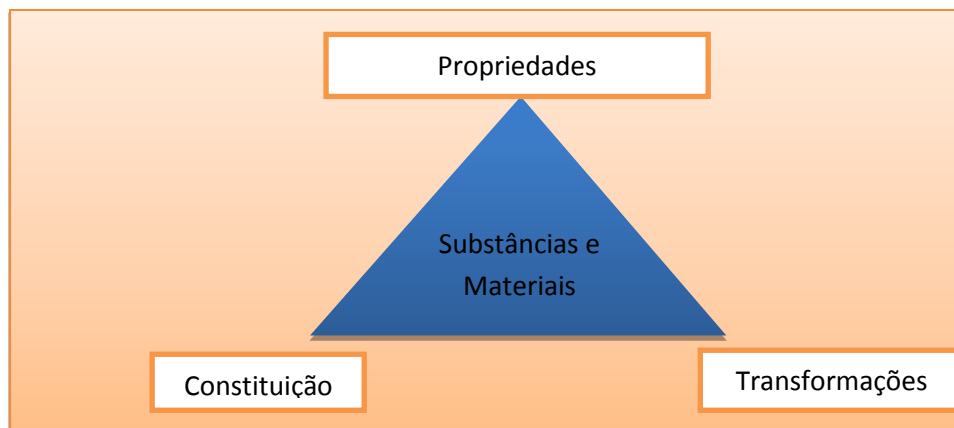 Propriedades
Substâncias e
Materiais
Constituição
Transformações